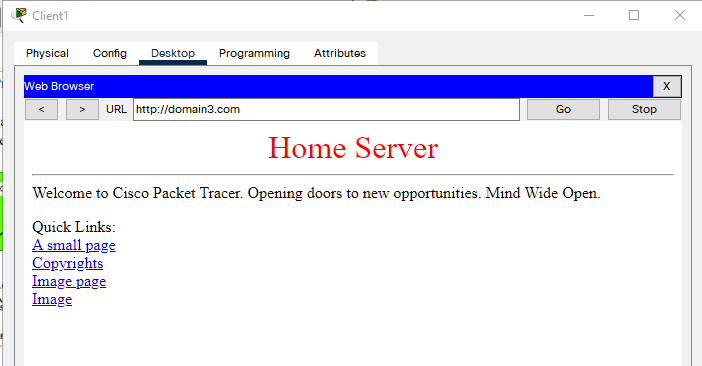 Client1
Physical Config Desktop Programming Attributes
Web Browser X
< > URL http://domain3.com Go Stop
Home Server
Welcome to Cisco Packet Tracer. Opening doors to new opportunities. Mind Wide Open.
Quick Links:
A small page
Copyrights
Image page
Image